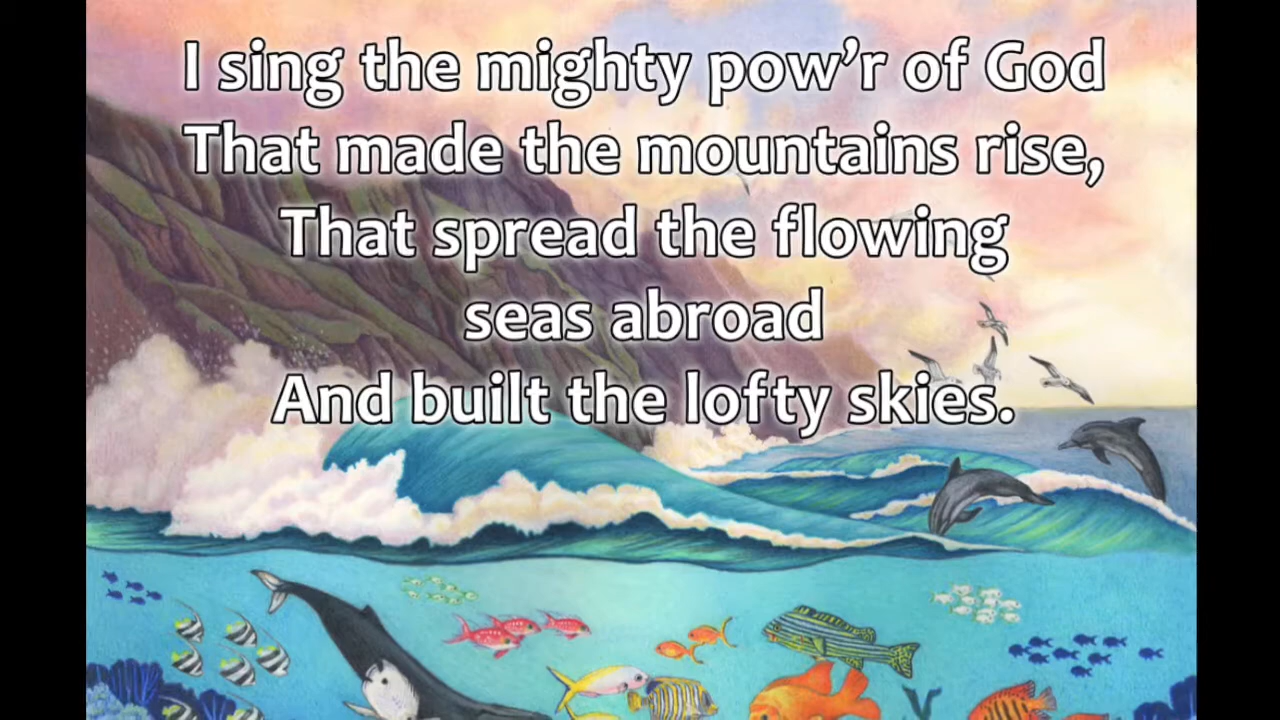 I sing the mighty pow’r of God
That made the mountains rise,
That spread the flowing
seas abroad
And built the lofty skies.